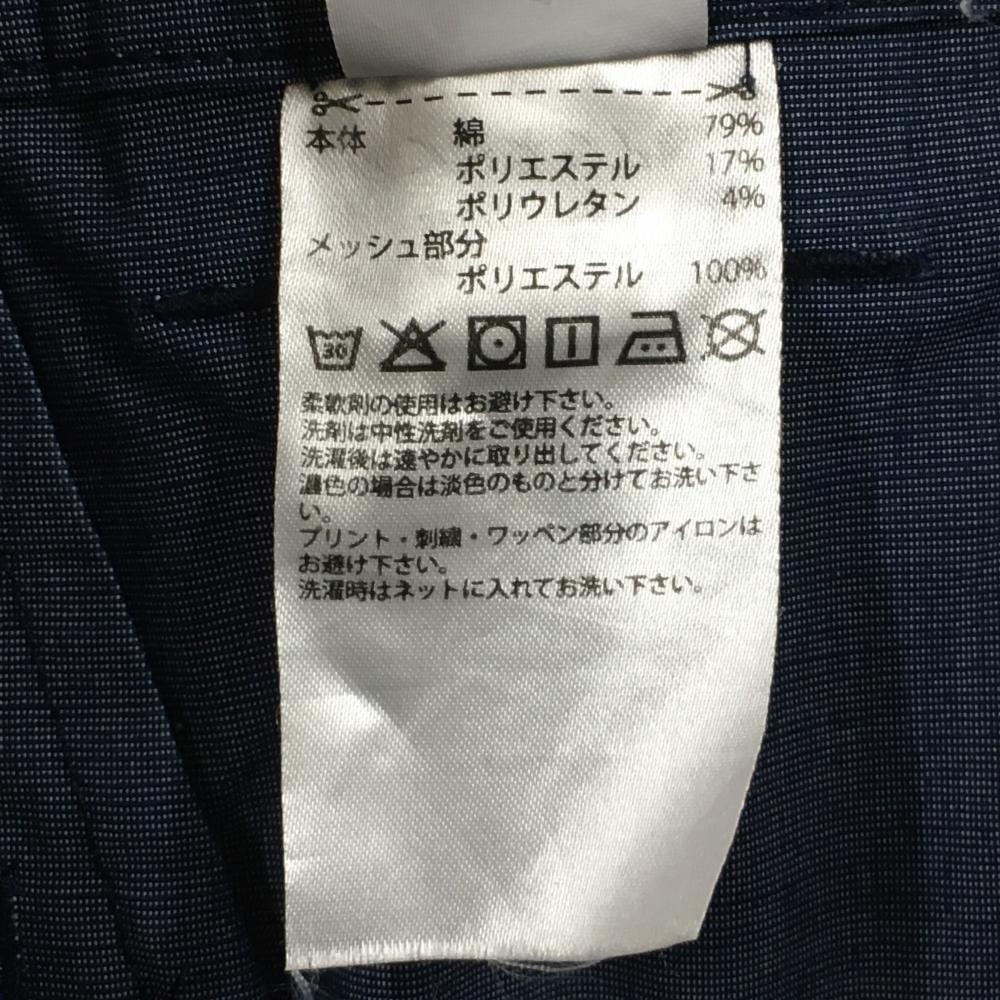 本体 綿 79%
ポリエステル 17%
ポリウレタン 4%
メッシュ部分
ポリエステル 100%
30
柔軟剤の使用はお避け下さい。
洗剤は中性洗剤をご使用ください。
洗濯後は速やかに取り出してください。
濃色の場合は淡色のものと分けてお洗い下さ
い。
プリント・刺繍・ワッペン部分のアイロンは
お避け下さい。
洗濯時はネットに入れてお洗い下さい。